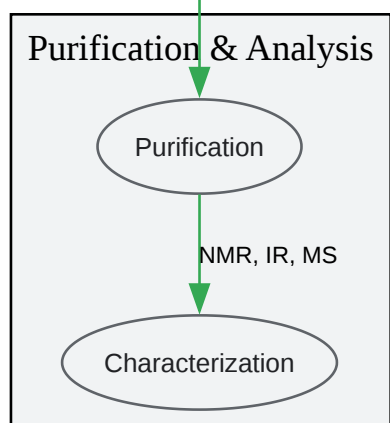 Purification & Analysis
Purification
NMR, IR, MS
Characterization